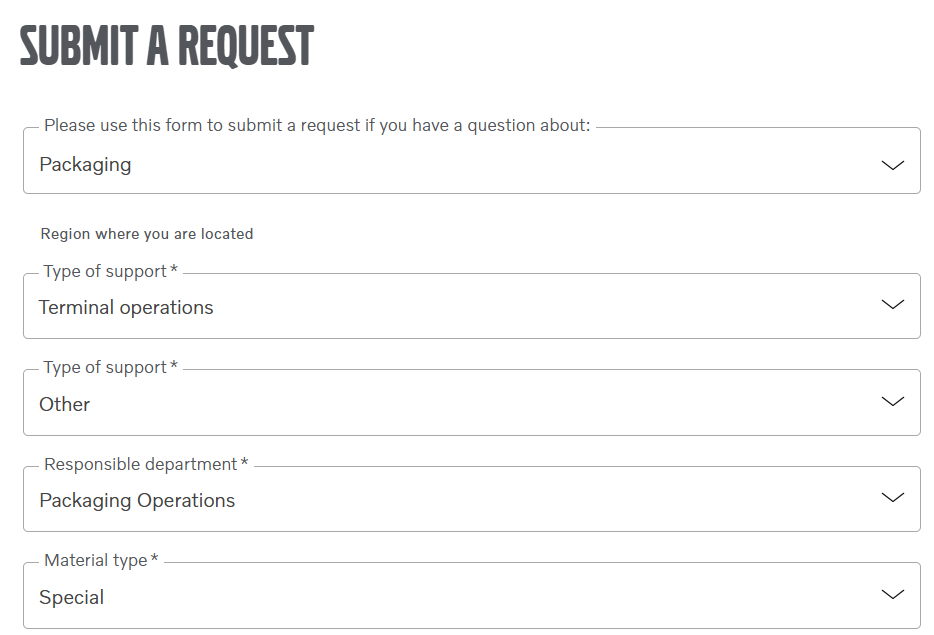 SUBMIT A REQUEST
Please use this form to submit a request if you have a question about:
Packaging
Region where you are located
Type of support*
Terminal operations
Type of support*
Other
Responsible department*
Packaging Operations
Material type*
Special